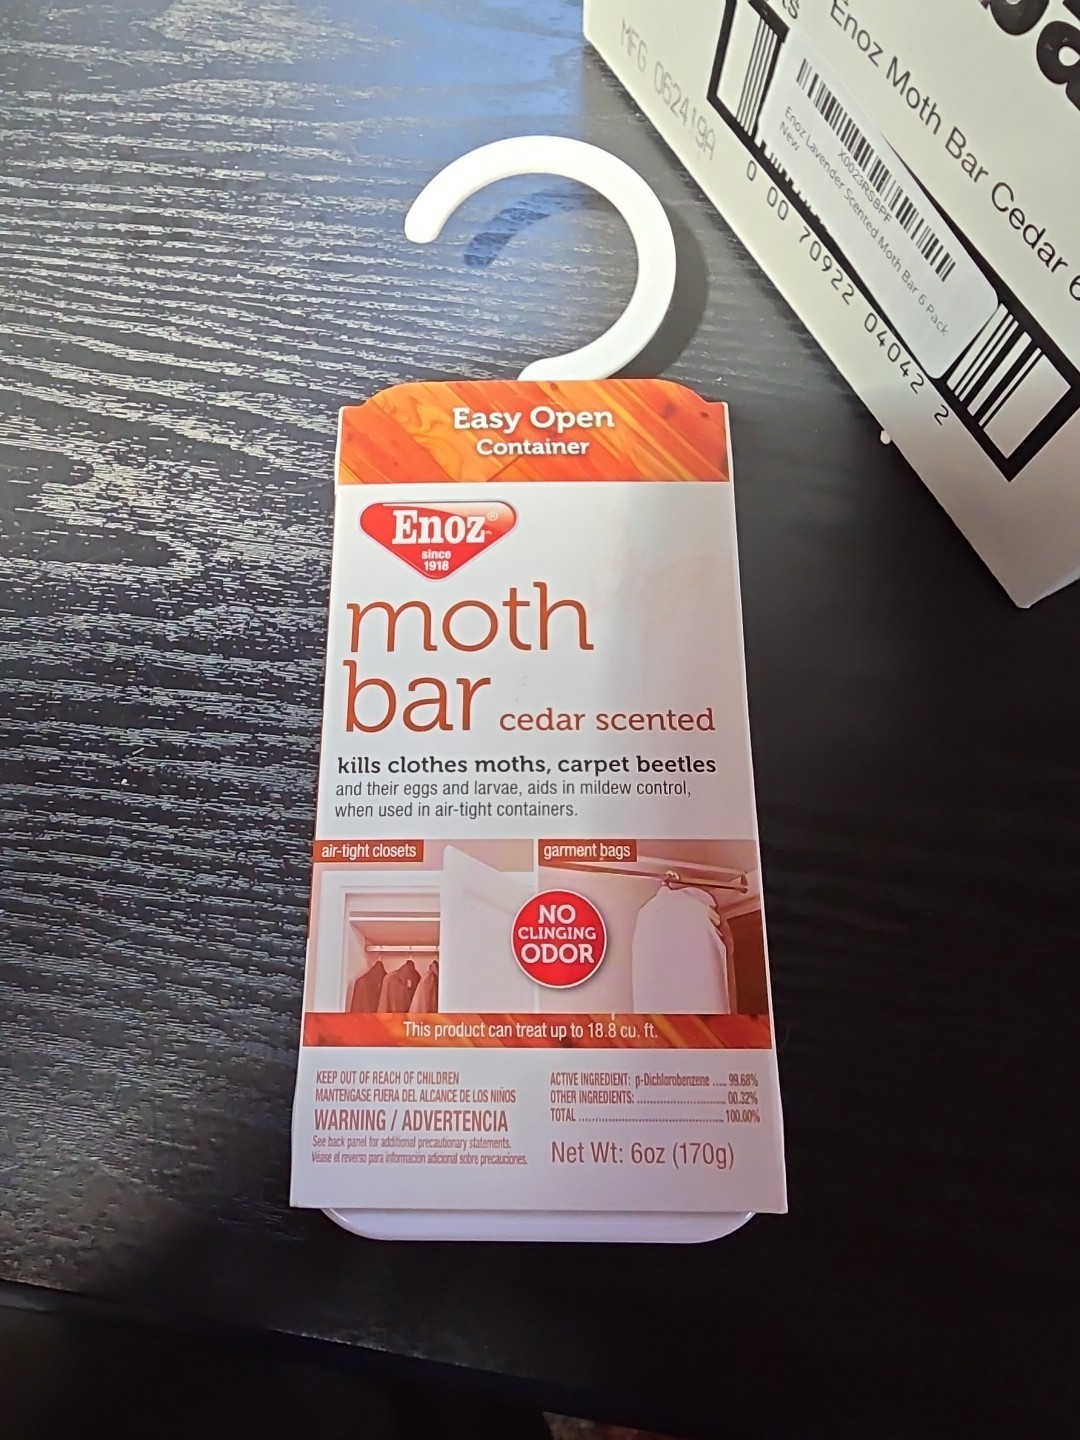 Easy Open
Container
Enoz®
since
1918
moth
bar cedar scented
kills clothes moths, carpet beetles
and their eggs and larvae, aids in mildew control,
when used in air-tight containers.
air-tight closets
garment bags
NO
CLINGING
ODOR
This product can treat up to 18.8 cu. ft.
KEEP OUT OF REACH OF CHILDREN
MANTENGASE FUERA DEL ALCANCE DE LOS NIÑOS
WARNING / ADVERTENCIA
See back panel for additional precautionary statements.
Véase el reverso para información adicional sobre precauciones.
ACTIVE INGREDIENT: p-Dichlorobenzene ..... 99.68%
OTHER INGREDIENTS: ........................ 00.32%
TOTAL ....................................... 100.00%
Net Wt: 6oz (170g)
Enoz Moth Bar Cedar 6
MFG 062419A
X0023RSBPF
Enoz Lavender Scented Moth Bar 6 Pack
New
0 00 70922 04042 2